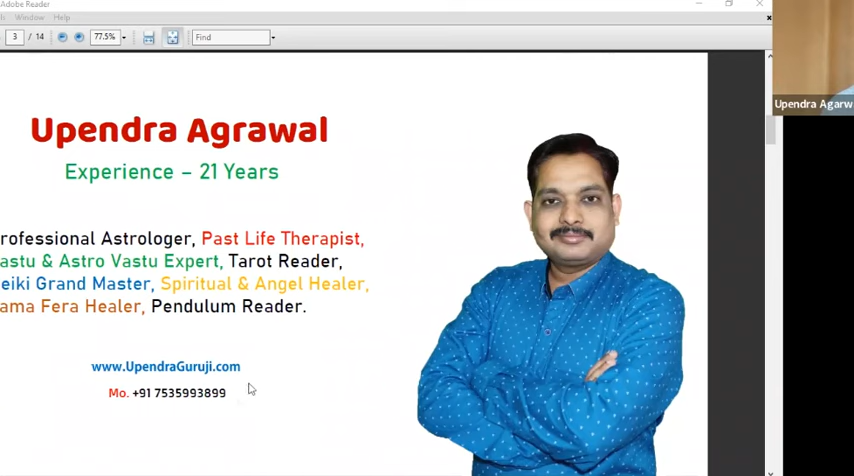 Adobe Reader
Window Help
3 / 14 77.5% Find
Upendra Agarw
Upendra Agrawal
Experience – 21 Years
rofessional Astrologer, Past Life Therapist,
astu & Astro Vastu Expert, Tarot Reader,
eiki Grand Master, Spiritual & Angel Healer,
ama Fera Healer, Pendulum Reader.
www.UpendraGuruji.com
Mo. +91 7535993899